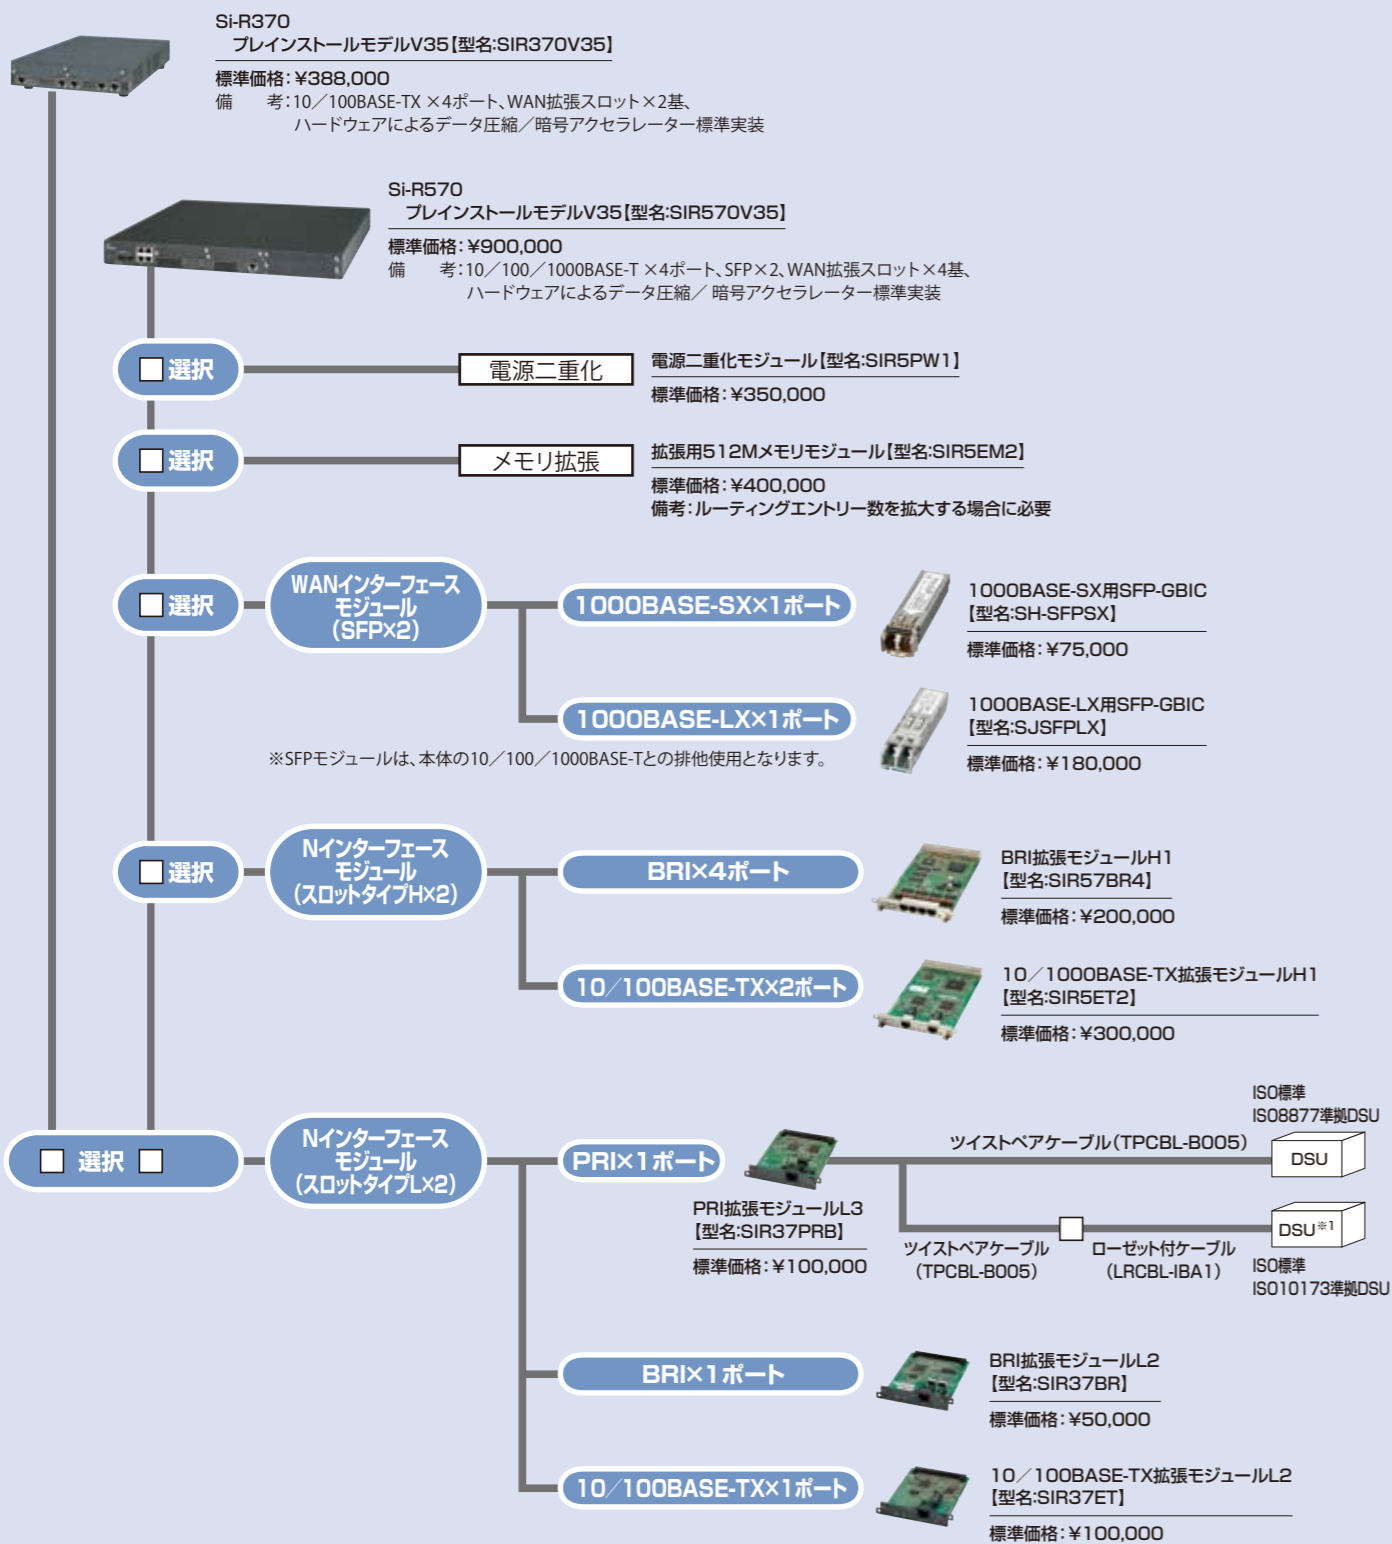 Si-R370
プレインストールモデルV35【型名:SIR370V35】
標準価格:¥388,000
備　考:10／100BASE-TX ×4ポート、WAN拡張スロット×2基、
ハードウェアによるデータ圧縮／暗号アクセラレーター標準実装
Si-R570
プレインストールモデルV35【型名:SIR570V35】
標準価格:¥900,000
備　考:10／100／1000BASE-T ×4ポート、SFP×2、WAN拡張スロット×4基、
ハードウェアによるデータ圧縮／ 暗号アクセラレーター標準実装
選択
電源二重化
電源二重化モジュール【型名:SIR5PW1】
標準価格:¥350,000
選択
メモリ拡張
拡張用512Mメモリモジュール【型名:SIR5EM2】
標準価格:¥400,000
備考:ルーティングエントリー数を拡大する場合に必要
選択
WANインターフェース
モジュール
(SFP×2)
1000BASE-SX×1ポート
1000BASE-SX用SFP-GBIC
【型名:SH-SFPSX】
標準価格:¥75,000
1000BASE-LX×1ポート
1000BASE-LX用SFP-GBIC
【型名:SJSFPLX】
標準価格:¥180,000
※SFPモジュールは、本体の10／100／1000BASE-Tとの排他使用となります。
選択
Nインターフェース
モジュール
(スロットタイプH×2)
BRI×4ポート
BRI拡張モジュールH1
【型名:SIR57BR4】
標準価格:¥200,000
10／100BASE-TX×2ポート
10／1000BASE-TX拡張モジュールH1
【型名:SIR5ET2】
標準価格:¥300,000
選択
Nインターフェース
モジュール
(スロットタイプL×2)
PRI×1ポート
PRI拡張モジュールL3
【型名:SIR37PRB】
標準価格:¥100,000
ツイストペアケーブル(TPCBL-B005)
ISO標準
ISO8877準拠DSU
DSU
ツイストペアケーブル
(TPCBL-B005)
ローゼット付ケーブル
(LRCBL-IBA1)
DSU※1
ISO標準
ISO10173準拠DSU
BRI×1ポート
BRI拡張モジュールL2
【型名:SIR37BR】
標準価格:¥50,000
10／100BASE-TX×1ポート
10／100BASE-TX拡張モジュールL2
【型名:SIR37ET】
標準価格:¥100,000